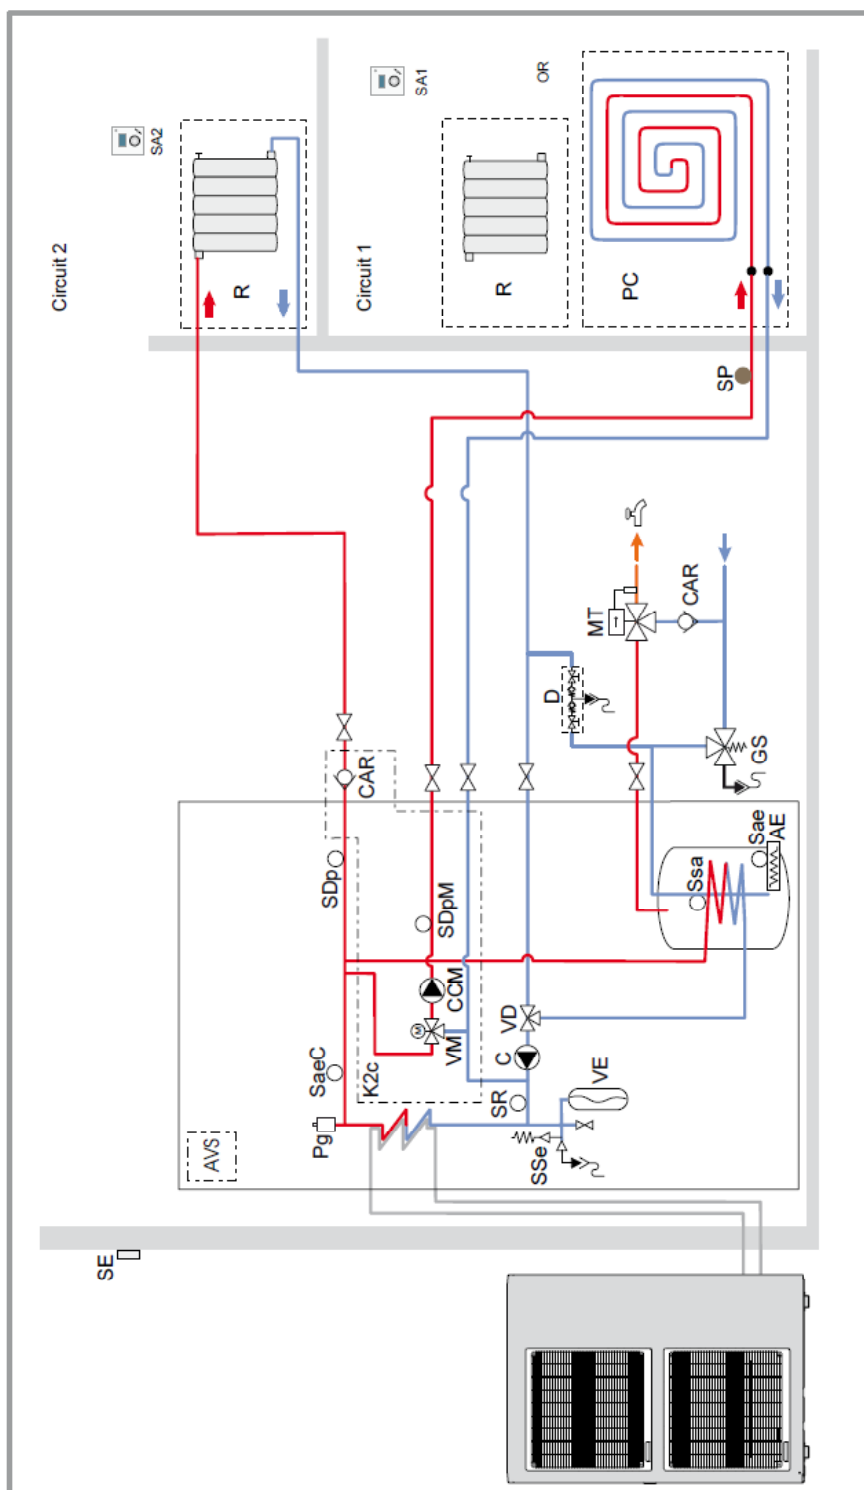 Circuit 2
SA2
R
Circuit 1
SA1
OR
R
PC
SP
MT
CAR
D
GS
CAR
SDp
SDpM
Ssa
Sae
AE
CCM
VM
VD
C
SaeC
K2c
SR
VE
Pg
SSe
AVS
SE
M